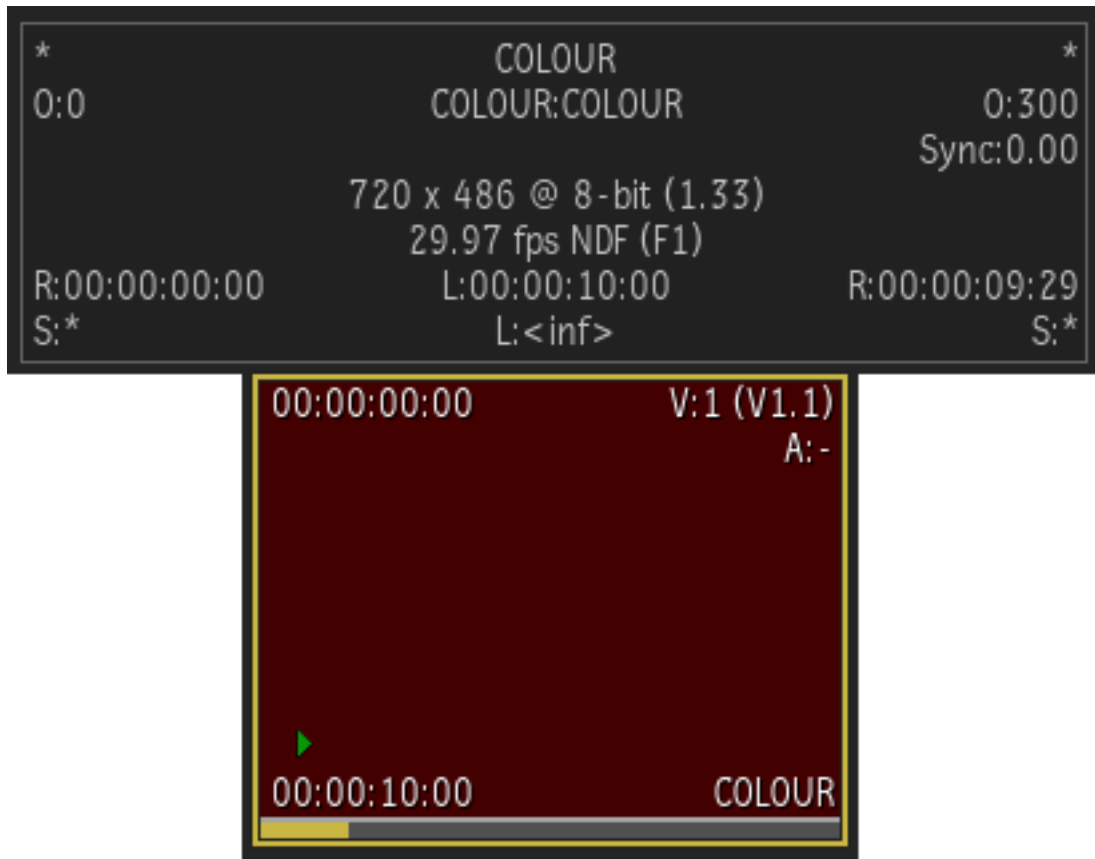 * COLOUR *
0:0 COLOUR:COLOUR 0:300
Sync:0.00
720 x 486 @ 8-bit (1.33)
29.97 fps NDF (F1)
R:00:00:00:00 L:00:00:10:00 R:00:00:09:29
S:* L:<inf> S:*
00:00:00:00 V:1 (V1.1)
A:-
00:00:10:00 COLOUR